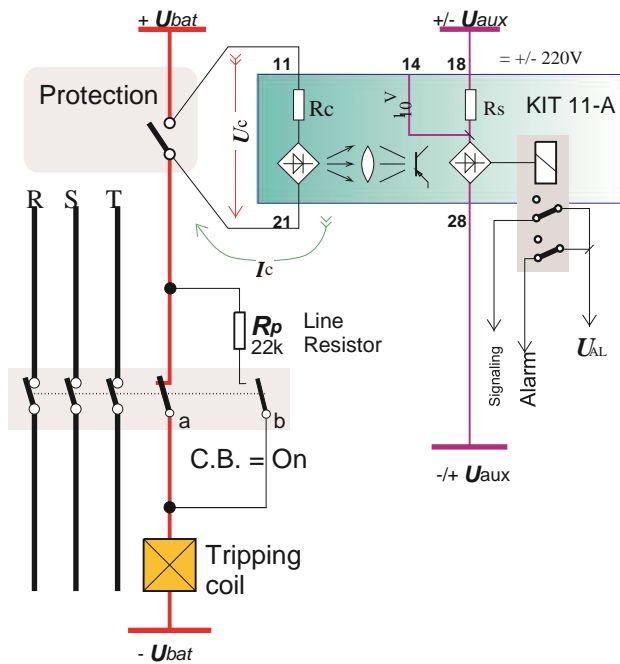 + Ubat
+/- Uaux
11
14
18
= +/- 220V
Protection
Uc
Rc
110 V
Rs
KIT 11-A
R S T
21
28
Ic
Rp
22k
Line
Resistor
Signaling
Alarm
UAL
a
b
C.B. = On
-/+ Uaux
Tripping
coil
- Ubat